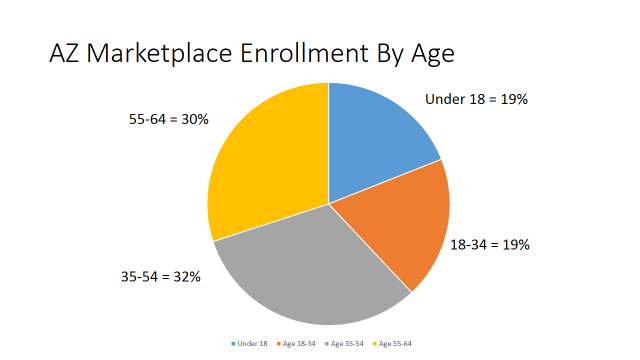 AZ Marketplace Enrollment By Age
Under 18 = 19%
55-64 = 30%
18-34 = 19%
35-54 = 32%
Under 18 Age 18-34 Age 35-54 Age 55-64